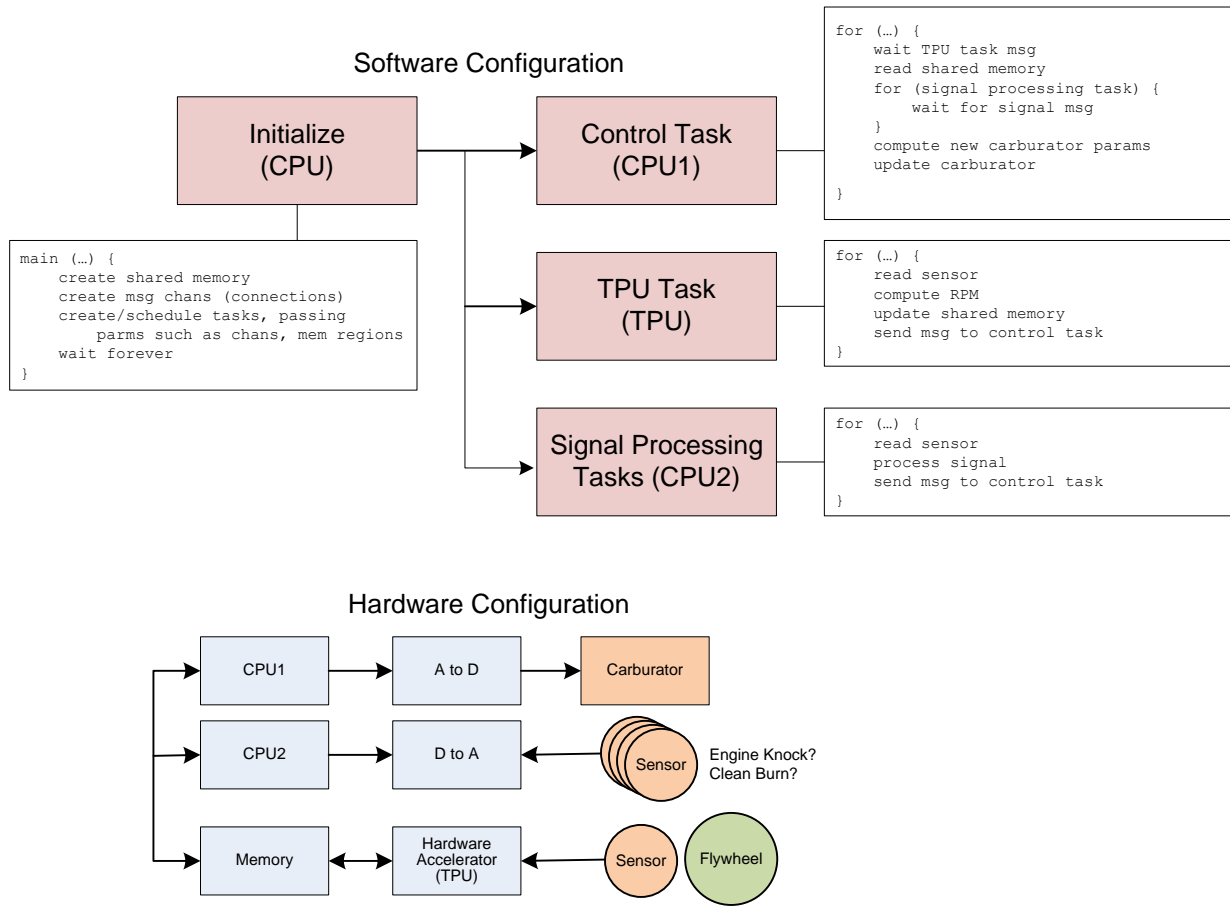 Software Configuration
Initialize
(CPU)
main (…) {
create shared memory
create msg chans (connections)
create/schedule tasks, passing
parms such as chans, mem regions
wait forever
}
Control Task
(CPU1)
for (…) {
wait TPU task msg
read shared memory
for (signal processing task) {
wait for signal msg
}
compute new carburator params
update carburator
}
TPU Task
(TPU)
for (…) {
read sensor
compute RPM
update shared memory
send msg to control task
}
Signal Processing
Tasks (CPU2)
for (…) {
read sensor
process signal
send msg to control task
}
Hardware Configuration
CPU1
A to D
Carburator
CPU2
D to A
Sensor
Engine Knock?
Clean Burn?
Memory
Hardware
Accelerator
(TPU)
Sensor
Flywheel